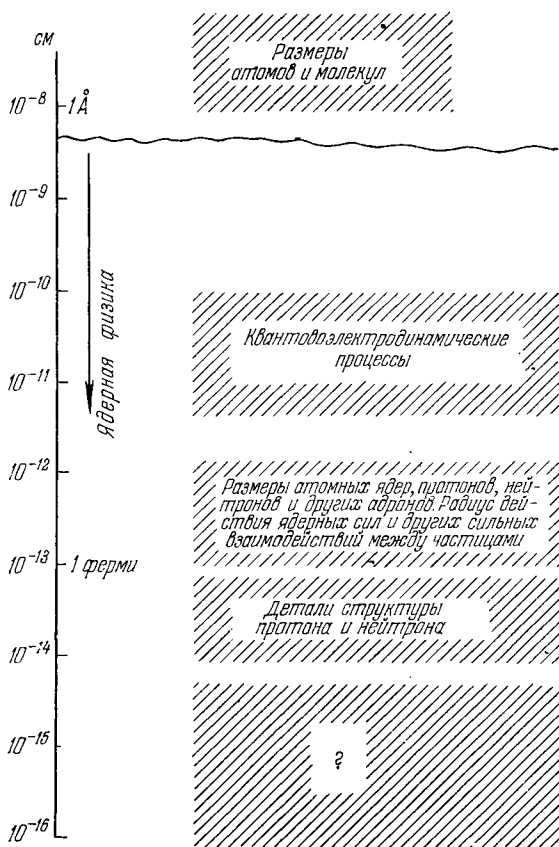 см
Размеры
атомов и молекул
10⁻⁸
1 Å
10⁻⁹
10⁻¹⁰
Ядерная физика
Квантовоэлектродинамические
процессы
10⁻¹¹
10⁻¹²
Размеры атомных ядер, протонов, ней-
тронов и других адронов. Радиус дей-
ствия ядерных сил и других сильных
взаимодействий между частицами
10⁻¹³
1 ферми
Детали структуры
протона и нейтрона
10⁻¹⁴
10⁻¹⁵
?
10⁻¹⁶